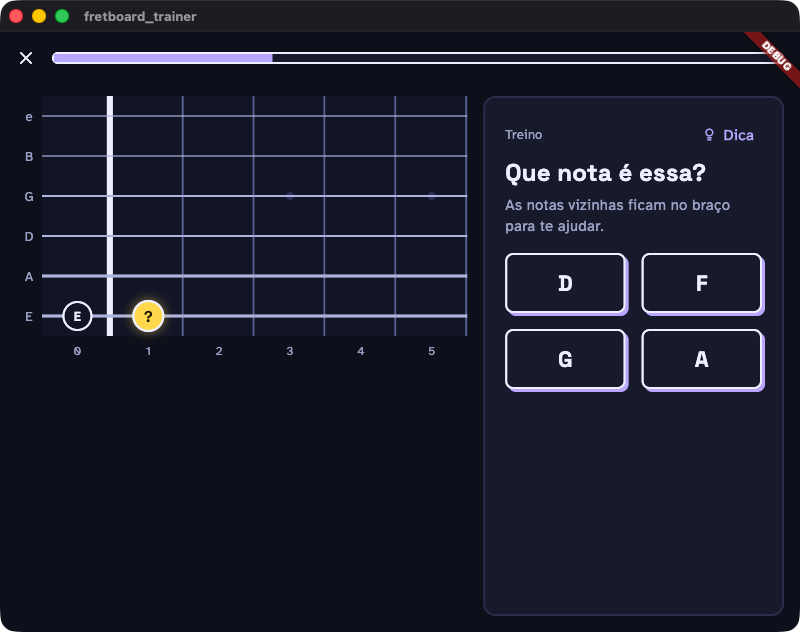 fretboard_trainer
DEBUG
e
B
G
D
A
E
E
?
0
1
2
3
4
5
Treino
Dica
Que nota é essa?
As notas vizinhas ficam no braço
para te ajudar.
D
F
G
A